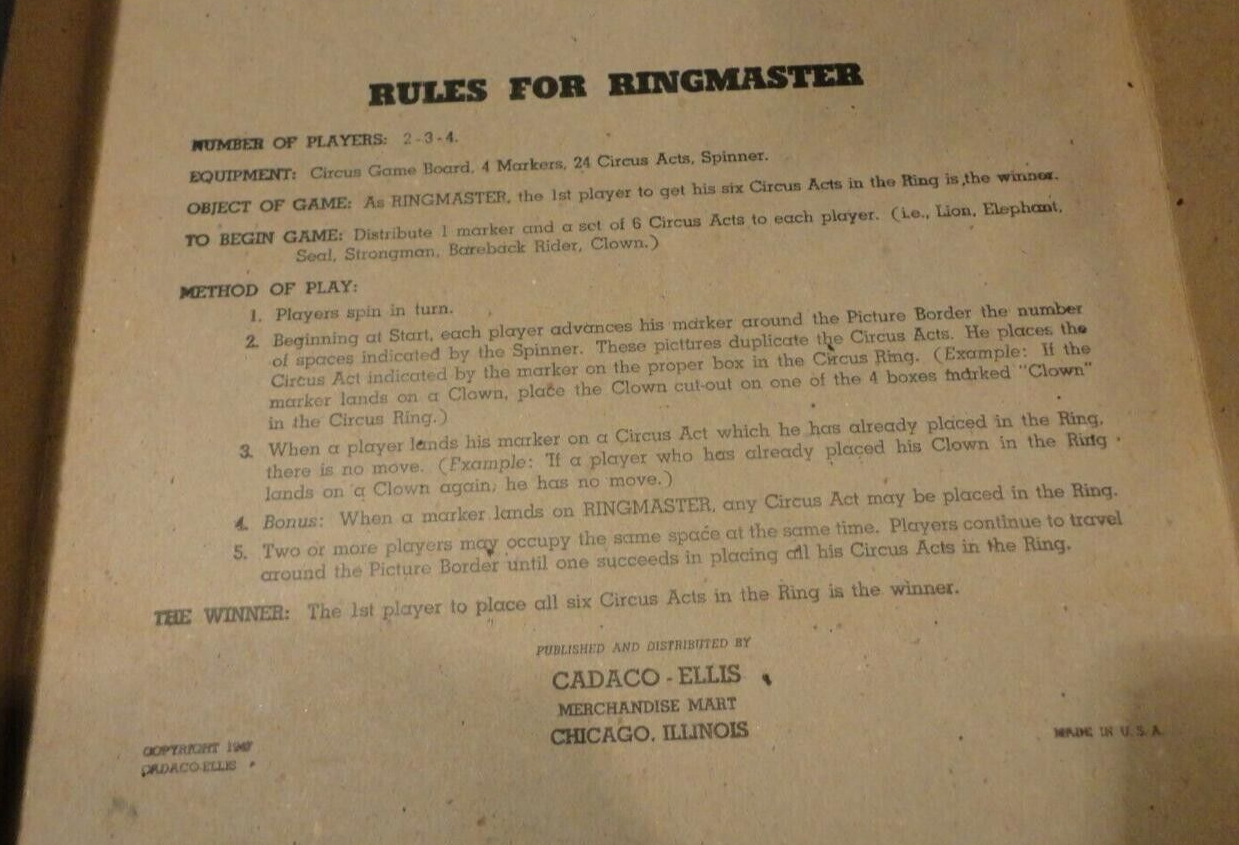 RULES FOR RINGMASTER
NUMBER OF PLAYERS: 2-3-4.
EQUIPMENT: Circus Game Board, 4 Markers, 24 Circus Acts, Spinner.
OBJECT OF GAME: As RINGMASTER, the 1st player to get his six Circus Acts in the Ring is the winner.
TO BEGIN GAME: Distribute 1 marker and a set of 6 Circus Acts to each player. (i.e., Lion, Elephant,
Seal, Strongman, Bareback Rider, Clown.)
METHOD OF PLAY:
1. Players spin in turn.
2. Beginning at Start, each player advances his marker around the Picture Border the number
of spaces indicated by the Spinner. These pictures duplicate the Circus Acts. He places the
Circus Act indicated by the marker on the proper box in the Circus Ring. (Example: If the
marker lands on a Clown, place the Clown cut-out on one of the 4 boxes marked "Clown"
in the Circus Ring.)
3. When a player lands his marker on a Circus Act which he has already placed in the Ring,
there is no move. (Example: If a player who has already placed his Clown in the Ring
lands on a Clown again, he has no move.)
4. Bonus: When a marker lands on RINGMASTER, any Circus Act may be placed in the Ring.
5. Two or more players may occupy the same space at the same time. Players continue to travel
around the Picture Border until one succeeds in placing all his Circus Acts in the Ring.
THE WINNER: The 1st player to place all six Circus Acts in the Ring is the winner.
PUBLISHED AND DISTRIBUTED BY
CADACO-ELLIS
MERCHANDISE MART
CHICAGO, ILLINOIS
COPYRIGHT 1947
CADACO-ELLIS
MADE IN U.S.A.